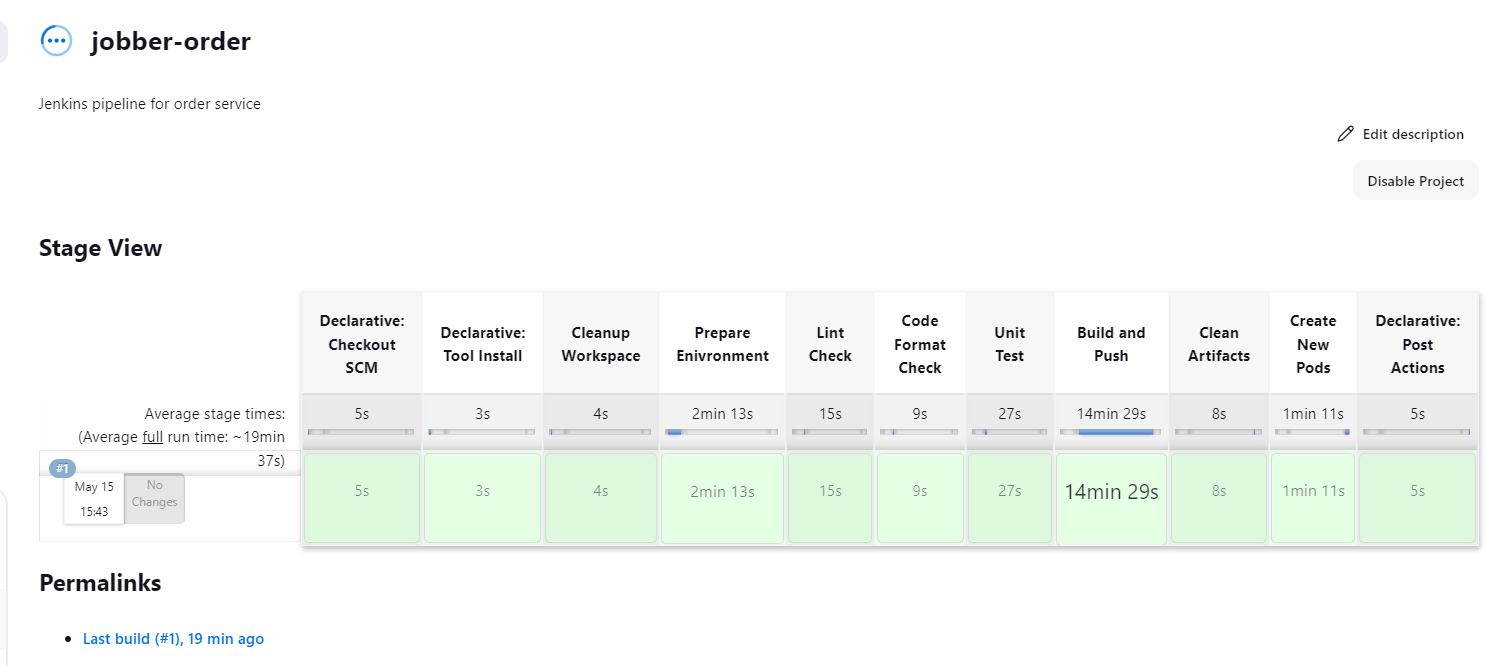 jobber-order
Jenkins pipeline for order service
Edit description
Disable Project
Stage View
Declarative:
Checkout
SCM
Declarative:
Tool Install
Cleanup
Workspace
Prepare
Enivronment
Lint
Check
Code
Format
Check
Unit
Test
Build and
Push
Clean
Artifacts
Create
New
Pods
Declarative:
Post
Actions
Average stage times:
(Average full run time: ~19min
37s)
5s
3s
4s
2min 13s
15s
9s
27s
14min 29s
8s
1min 11s
5s
#1
May 15
15:43
No
Changes
5s
3s
4s
2min 13s
15s
9s
27s
14min 29s
8s
1min 11s
5s
Permalinks
Last build (#1), 19 min ago